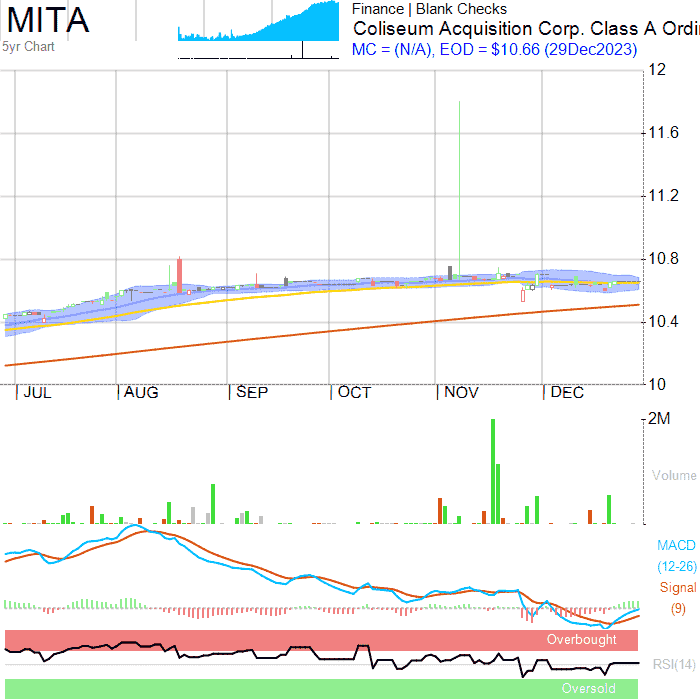 MITA
5yr Chart
Finance | Blank Checks
Coliseum Acquisition Corp. Class A Ordi
MC = (N/A), EOD = $10.66 (29Dec2023)
12
11.6
11.2
10.8
10.4
10
JUL
AUG
SEP
OCT
NOV
DEC
2M
Volume
MACD
(12-26)
Signal
(9)
Overbought
RSI(14)
Oversold